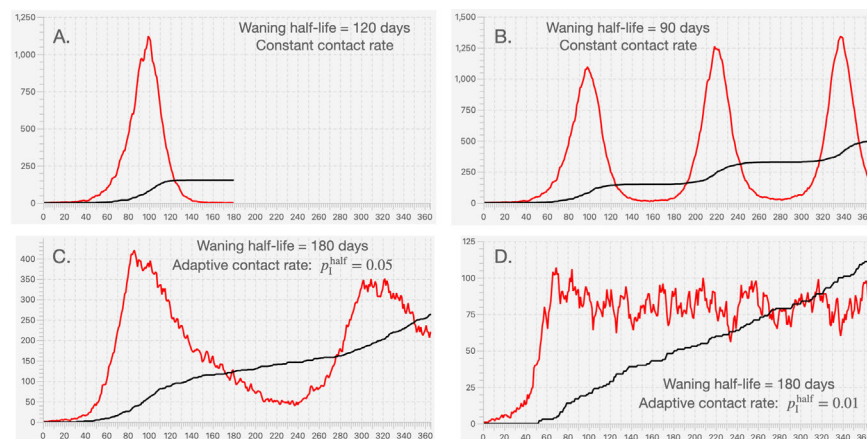 A.
Waning half-life = 120 days
Constant contact rate
1,250
1,000
750
500
250
0
0 20 40 60 80 100 120 140 160 180 200 220 240 260 280 300 320 340 360
B.
Waning half-life = 90 days
Constant contact rate
1,500
1,250
1,000
750
500
250
0
0 20 40 60 80 100 120 140 160 180 200 220 240 260 280 300 320 340 360
C.
Waning half-life = 180 days
Adaptive contact rate: p_I^half = 0.05
400
350
300
250
200
150
100
50
0
0 20 40 60 80 100 120 140 160 180 200 220 240 260 280 300 320 340 360
D.
125
100
75
50
25
0
Waning half-life = 180 days
Adaptive contact rate: p_I^half = 0.01
0 20 40 60 80 100 120 140 160 180 200 220 240 260 280 300 320 340 360